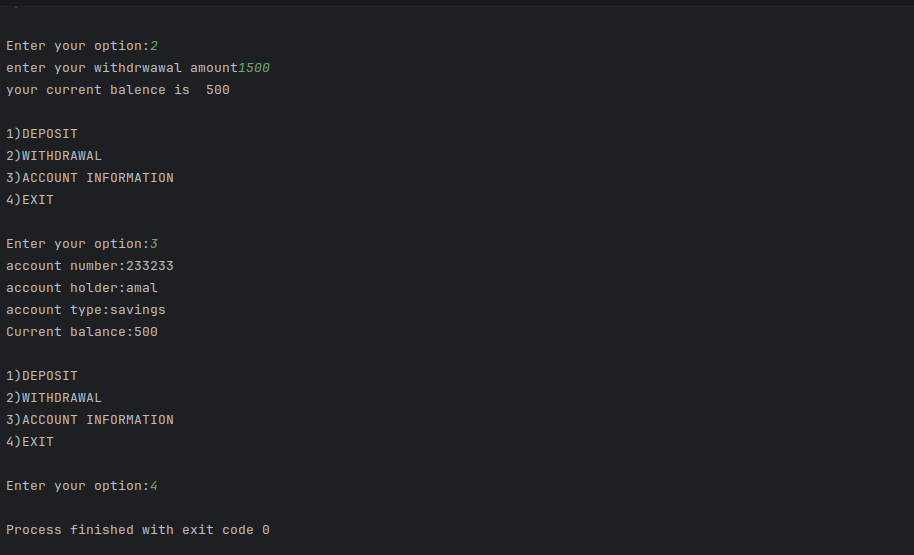 Enter your option:2
enter your withdrwawal amount1500
your current balence is  500
1)DEPOSIT
2)WITHDRAWAL
3)ACCOUNT INFORMATION
4)EXIT
Enter your option:3
account number:233233
account holder:amal
account type:savings
Current balance:500
1)DEPOSIT
2)WITHDRAWAL
3)ACCOUNT INFORMATION
4)EXIT
Enter your option:4
Process finished with exit code 0